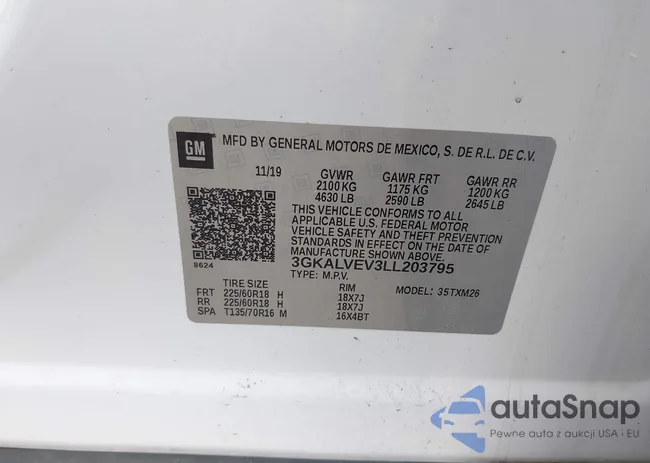 GM MFD BY GENERAL MOTORS DE MEXICO, S. DE R.L. DE C.V.
11/19 GVWR GAWR FRT GAWR RR
2100 KG 1175 KG 1200 KG
4630 LB 2590 LB 2645 LB
THIS VEHICLE CONFORMS TO ALL
APPLICABLE U.S. FEDERAL MOTOR
VEHICLE SAFETY AND THEFT PREVENTION
STANDARDS IN EFFECT ON THE DATE OF
MANUFACTURE SHOWN ABOVE.
8624 3GKALVEV3LL203795
TYPE: M.P.V.
TIRE SIZE RIM MODEL: 35TXM26
FRT 225/60R18 H 18X7J
RR 225/60R18 H 18X7J
SPA T135/70R16 M 16X4BT
autaSnap
Pewne auta z aukcji USA i EU